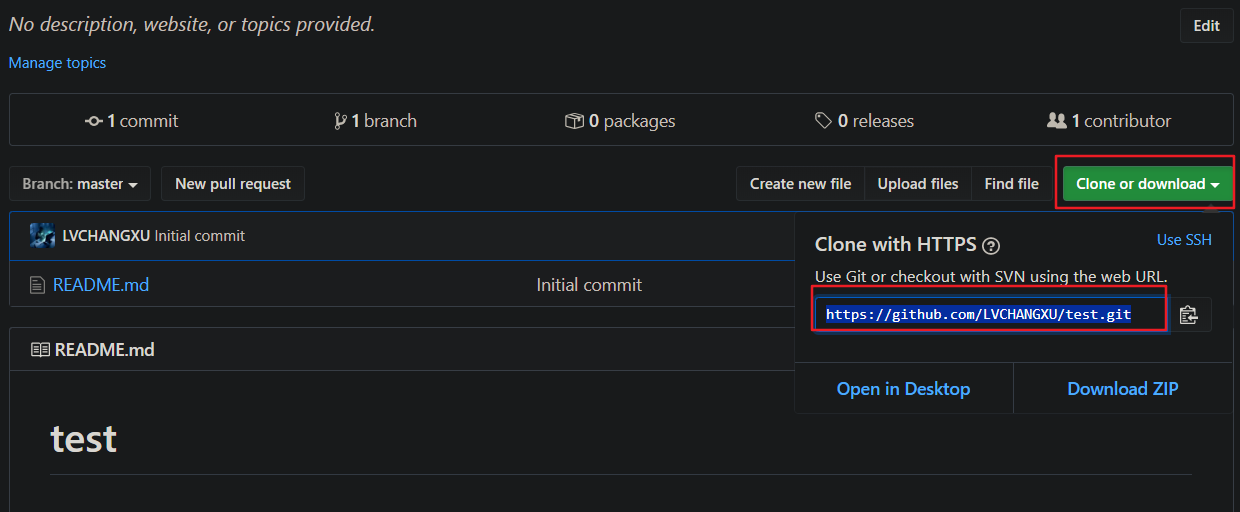 No description, website, or topics provided.
Edit
Manage topics
1 commit
1 branch
0 packages
0 releases
1 contributor
Branch: master
New pull request
Create new file
Upload files
Find file
Clone or download
LVCHANGXU Initial commit
README.md
Initial commit
Clone with HTTPS ?
Use SSH
Use Git or checkout with SVN using the web URL.
https://github.com/LVCHANGXU/test.git
Open in Desktop
Download ZIP
README.md
test